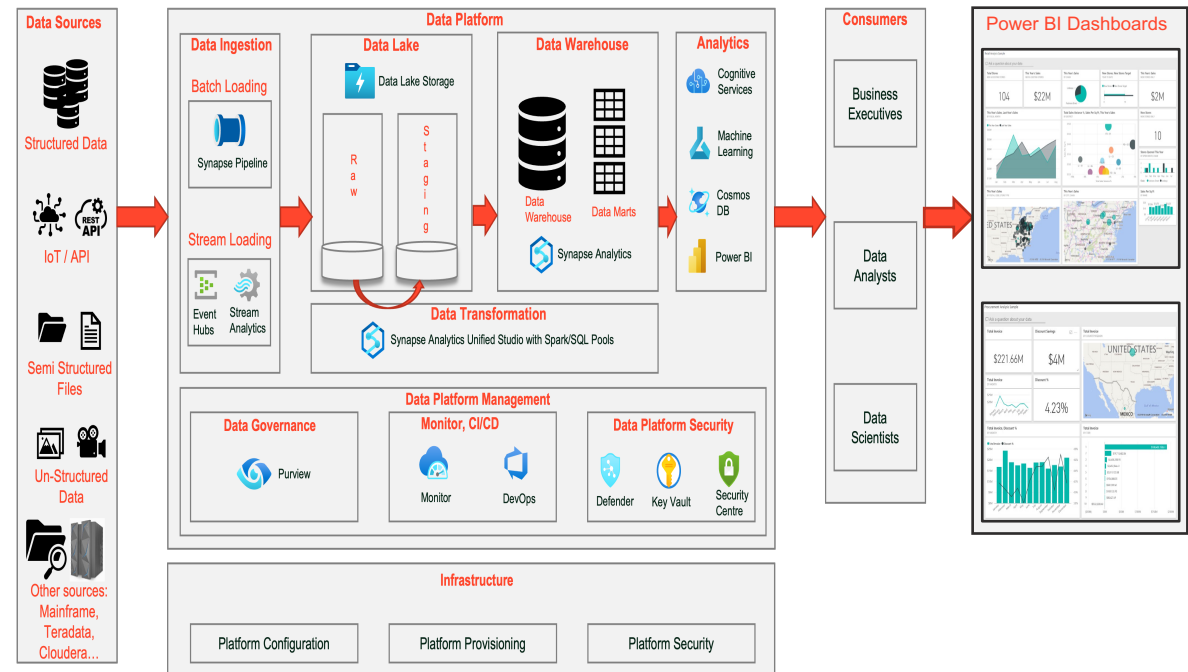 Data Sources
Structured Data
REST
API
IoT / API
Semi Structured
Files
Un-Structured
Data
Other sources:
Mainframe,
Teradata,
Cloudera...
Data Platform
Data Ingestion
Batch Loading
Synapse Pipeline
Stream Loading
Event
Hubs
Stream
Analytics
Data Lake
Data Lake Storage
Raw
Staging
Data Warehouse
Data
Warehouse
Data Marts
Synapse Analytics
Analytics
Cognitive
Services
Machine
Learning
Cosmos
DB
Power BI
Data Transformation
Synapse Analytics Unified Studio with Spark/SQL Pools
Data Platform Management
Data Governance
Purview
Monitor, CI/CD
Monitor
DevOps
Data Platform Security
Defender
Key Vault
Security
Centre
Infrastructure
Platform Configuration
Platform Provisioning
Platform Security
Consumers
Business
Executives
Data
Analysts
Data
Scientists
Power BI Dashboards
104
$22M
$2M
10
D STATES
$221.66M
$4M
4.23%
UNITED STATES
MEXICO